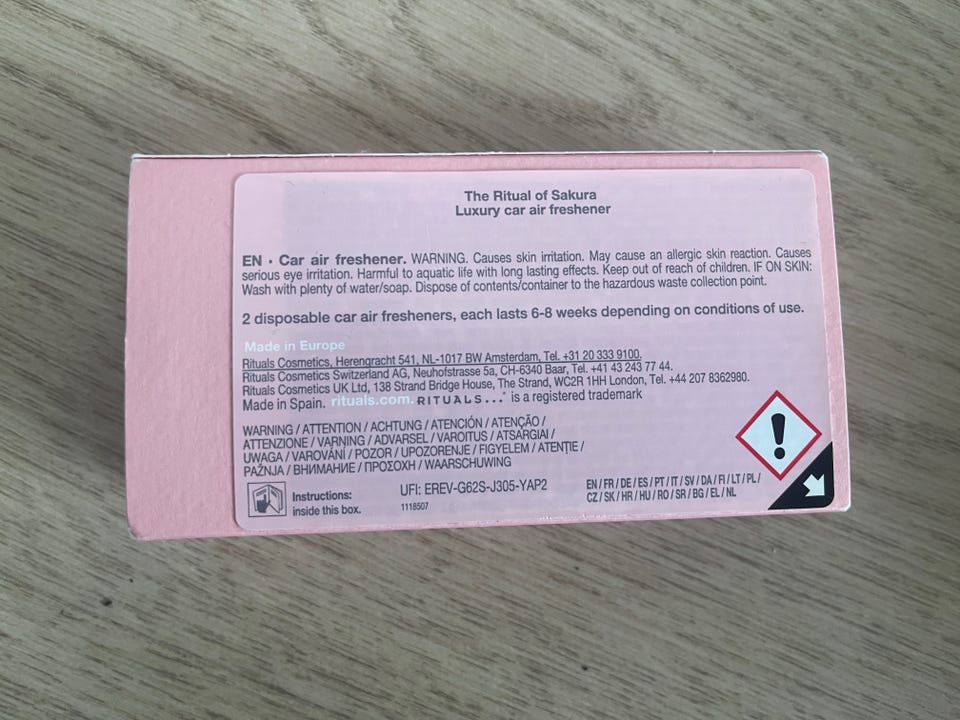 The Ritual of Sakura
Luxury car air freshener
EN · Car air freshener. WARNING. Causes skin irritation. May cause an allergic skin reaction. Causes
serious eye irritation. Harmful to aquatic life with long lasting effects. Keep out of reach of children. IF ON SKIN:
Wash with plenty of water/soap. Dispose of contents/container to the hazardous waste collection point.
2 disposable car air fresheners, each lasts 6-8 weeks depending on conditions of use.
Made in Europe
Rituals Cosmetics, Herengracht 541, NL-1017 BW Amsterdam, Tel. +31 20 333 9100.
Rituals Cosmetics Switzerland AG, Neuhofstrasse 5a, CH-6340 Baar, Tel. +41 43 243 77 44.
Rituals Cosmetics UK Ltd, 138 Strand Bridge House, The Strand, WC2R 1HH London, Tel. +44 207 8362980.
Made in Spain. rituals.com. RITUALS...® is a registered trademark
WARNING / ATTENTION / ACHTUNG / ATENCIÓN / ATENÇÃO /
ATTENZIONE / VARNING / ADVARSEL / VAROITUS / ATSARGIAI /
UWAGA / VAROVÁNÍ / POZOR / UPOZORENJE / FIGYELEM / ATENȚIE /
PAŽNJA / ВНИМАНИЕ / ΠΡΟΣΟΧΗ / WAARSCHUWING
Instructions:
inside this box.
UFI: EREV-G62S-J305-YAP2
1118507
EN / FR / DE / ES / PT / IT / SV / DA / FI / LT / PL /
CZ / SK / HR / HU / RO / SR / BG / EL / NL